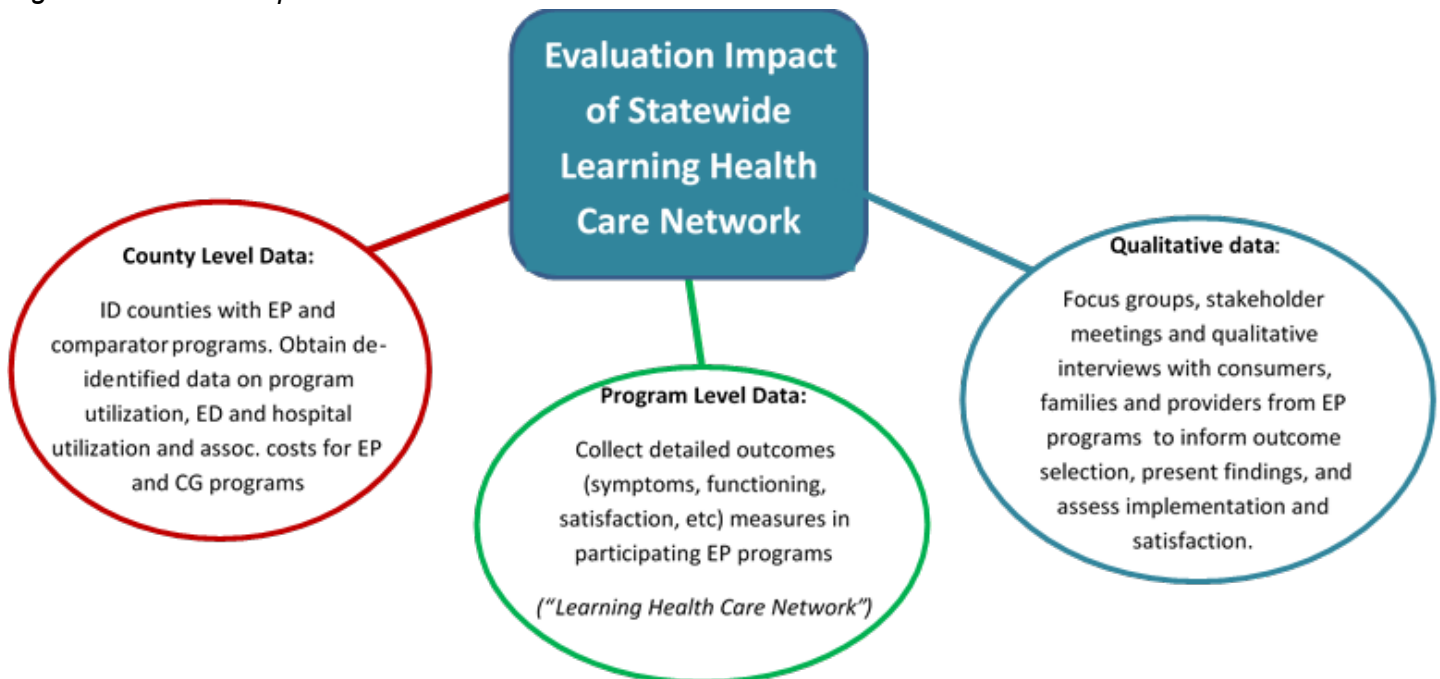 Evaluation Impact
of Statewide
Learning Health
Care Network
County Level Data:
ID counties with EP and
comparator programs. Obtain de-
identified data on program
utilization, ED and hospital
utilization and assoc. costs for EP
and CG programs
Program Level Data:
Collect detailed outcomes
(symptoms, functioning,
satisfaction, etc) measures in
participating EP programs
(“Learning Health Care Network”)
Qualitative data:
Focus groups, stakeholder
meetings and qualitative
interviews with consumers,
families and providers from EP
programs to inform outcome
selection, present findings, and
assess implementation and
satisfaction.